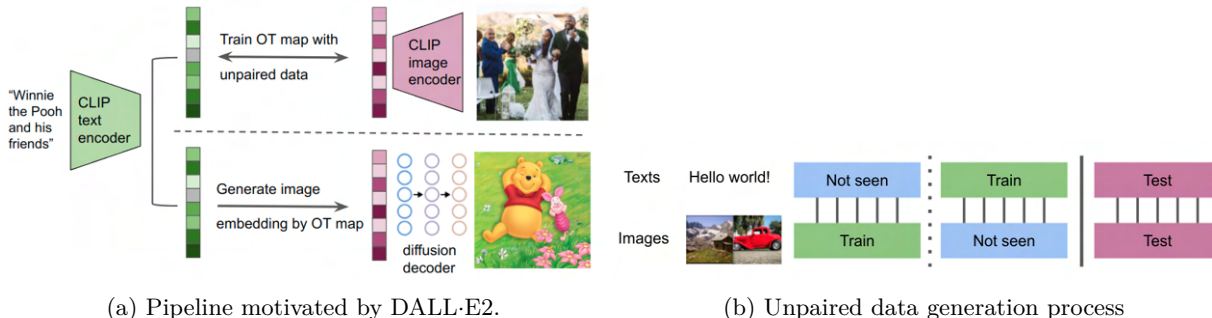 "Winnie
the Pooh
and his
friends"
CLIP
text
encoder
Train OT map with
unpaired data
CLIP
image
encoder
Generate image
embedding by OT map
diffusion
decoder
(a) Pipeline motivated by DALL·E2.
Texts
Hello world!
Not seen
Train
Test
Images
Train
Not seen
Test
(b) Unpaired data generation process